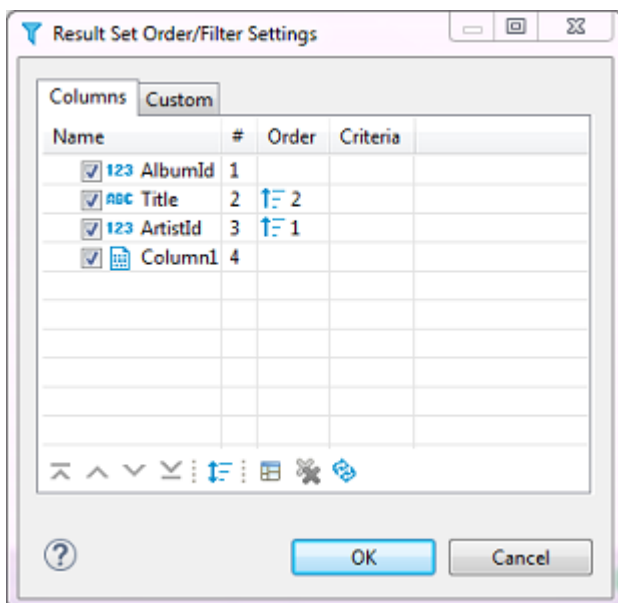 Result Set Order/Filter Settings
Columns Custom
Name # Order Criteria
123 AlbumId 1
ABC Title 2 2
123 ArtistId 3 1
Column1 4
?
OK Cancel